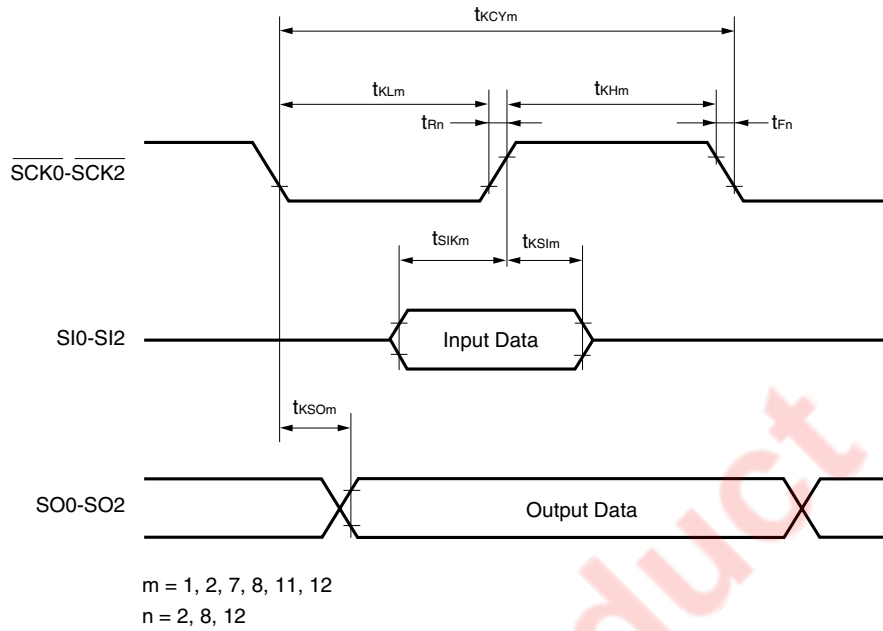 tKCYm
tKLm
tKHm
tRn
tFn
SCK0-SCK2
tSIKm
tKSIm
SI0-SI2
Input Data
tKSOm
SO0-SO2
Output Data
m = 1, 2, 7, 8, 11, 12
n = 2, 8, 12
duct